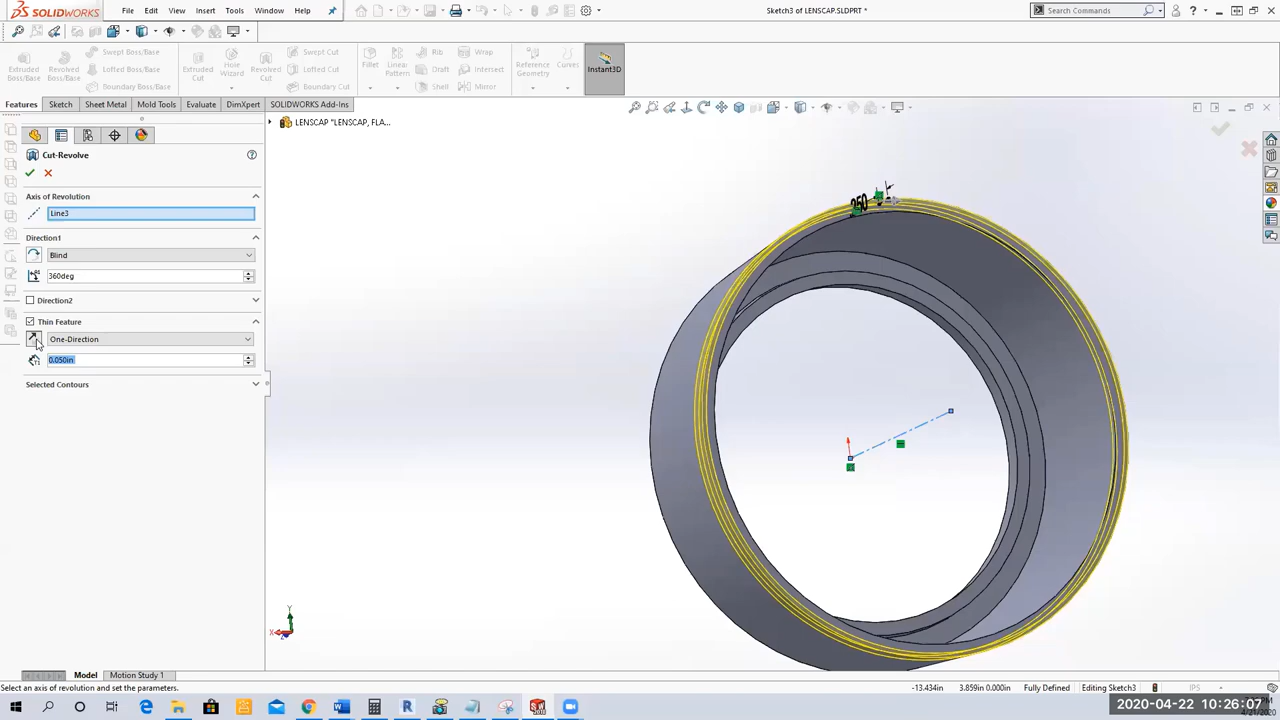 SOLIDWORKS
File Edit View Insert Tools Window Help
Sketch3 of LENSCAP.SLDPRT *
Search Commands
Extruded Boss/Base
Revolved Boss/Base
Swept Boss/Base
Lofted Boss/Base
Boundary Boss/Base
Extruded Cut
Hole Wizard
Revolved Cut
Swept Cut
Lofted Cut
Boundary Cut
Fillet
Linear Pattern
Rib
Draft
Shell
Wrap
Intersect
Mirror
Reference Geometry
Curves
Instant3D
Features Sketch Sheet Metal Mold Tools Evaluate DimXpert SOLIDWORKS Add-Ins
LENSCAP "LENSCAP, FLA...
Cut-Revolve
Axis of Revolution
Line3
Direction1
Blind
360deg
Direction2
Thin Feature
One-Direction
0.050in
Selected Contours
.250
Y
X
Z
Model Motion Study 1
Select an axis of revolution and set the parameters.
-13.434in 3.859in 0.000in Fully Defined Editing Sketch3 IPS
2020-04-22 10:26:07